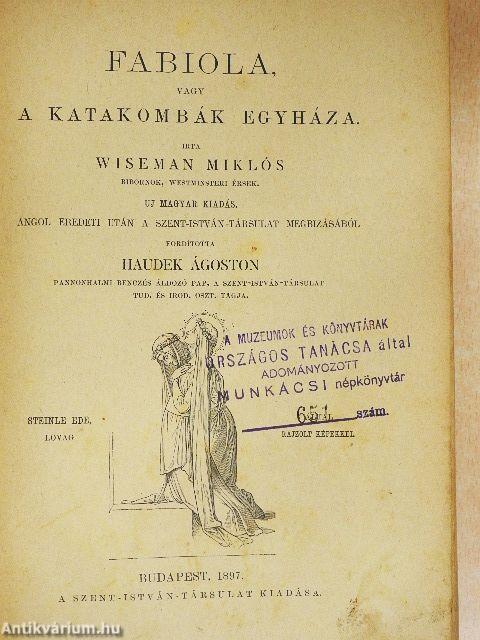 FABIOLA,
VAGY
A KATAKOMBÁK EGYHÁZA.
IRTA
WISEMAN MIKLÓS
BIBORNOK, WESTMINSTERI ÉRSEK.
UJ MAGYAR KIADÁS.
ANGOL EREDETI UTÁN A SZENT-ISTVÁN-TÁRSULAT MEGBIZÁSÁBÓL
FORDÍTOTTA
HAUDEK ÁGOSTON
PANNONHALMI BENCZÉS ÁLDOZÓ PAP, A SZENT-ISTVÁN-TÁRSULAT
TUD. ÉS IROD. OSZT. TAGJA.
A MUZEUMOK ÉS KÖNYVTÁRAK
ORSZÁGOS TANÁCSA által
ADOMÁNYOZOTT
MUNKÁCSI népkönyvtár
651 szám.
STEINLE EDE,
LOVAG
RAJZOLT KÉPEKKEL
BUDAPEST, 1897.
A SZENT-ISTVÁN-TÁRSULAT KIADÁSA.
Antikvárium.hu